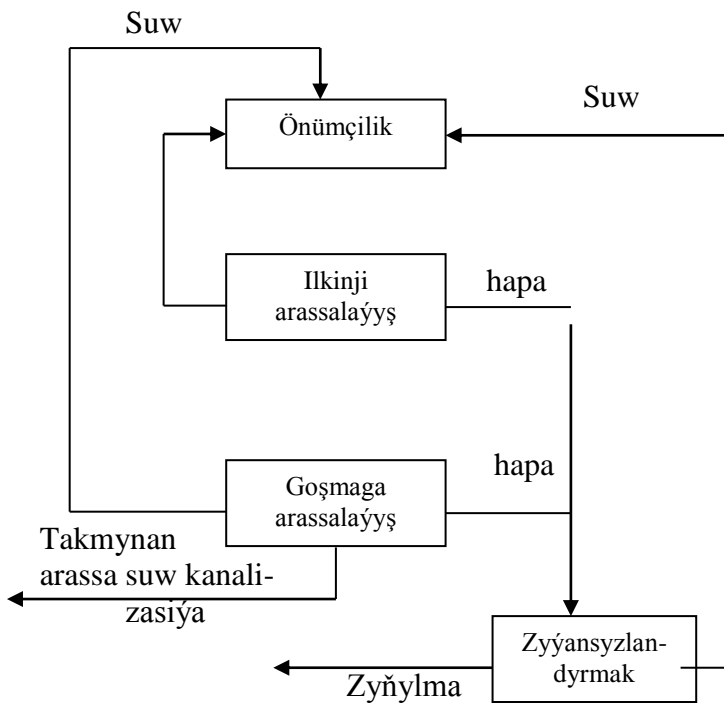 Suw
Suw
Önümçilik
Ilkinji
arassalaýyş
hapa
hapa
Goşmaga
arassalaýyş
Takmynan
arassa suw kanali-
zasiýa
Zyýansyzlan-
dyrmak
Zyňylma